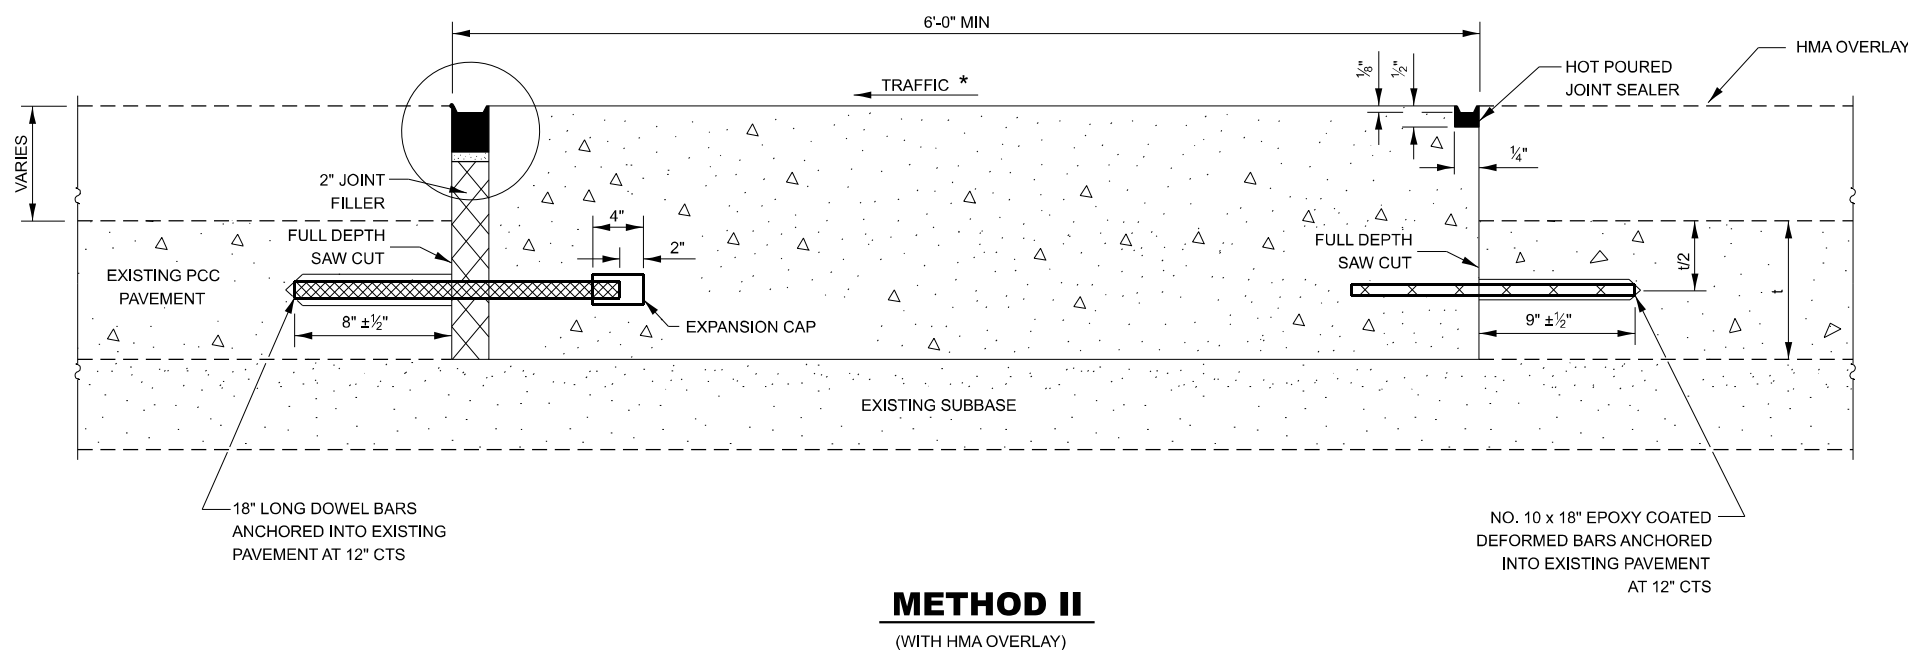 6'-0" MIN
HMA OVERLAY
TRAFFIC *
⅛"
½"
HOT POURED
JOINT SEALER
VARIES
¼"
2" JOINT
FILLER
4"
FULL DEPTH
SAW CUT
2"
FULL DEPTH
SAW CUT
t/2
EXISTING PCC
PAVEMENT
t
8" ±½"
EXPANSION CAP
9" ±½"
EXISTING SUBBASE
18" LONG DOWEL BARS
ANCHORED INTO EXISTING
PAVEMENT AT 12" CTS
NO. 10 x 18" EPOXY COATED
DEFORMED BARS ANCHORED
INTO EXISTING PAVEMENT
AT 12" CTS
METHOD II
(WITH HMA OVERLAY)